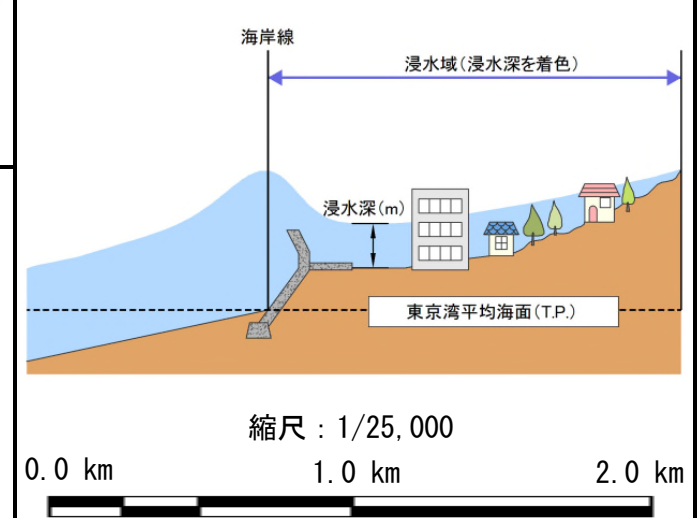 海岸線
浸水域(浸水深を着色)
浸水深(m)
東京湾平均海面(T.P.)
縮尺：1/25,000
0.0 km 1.0 km 2.0 km